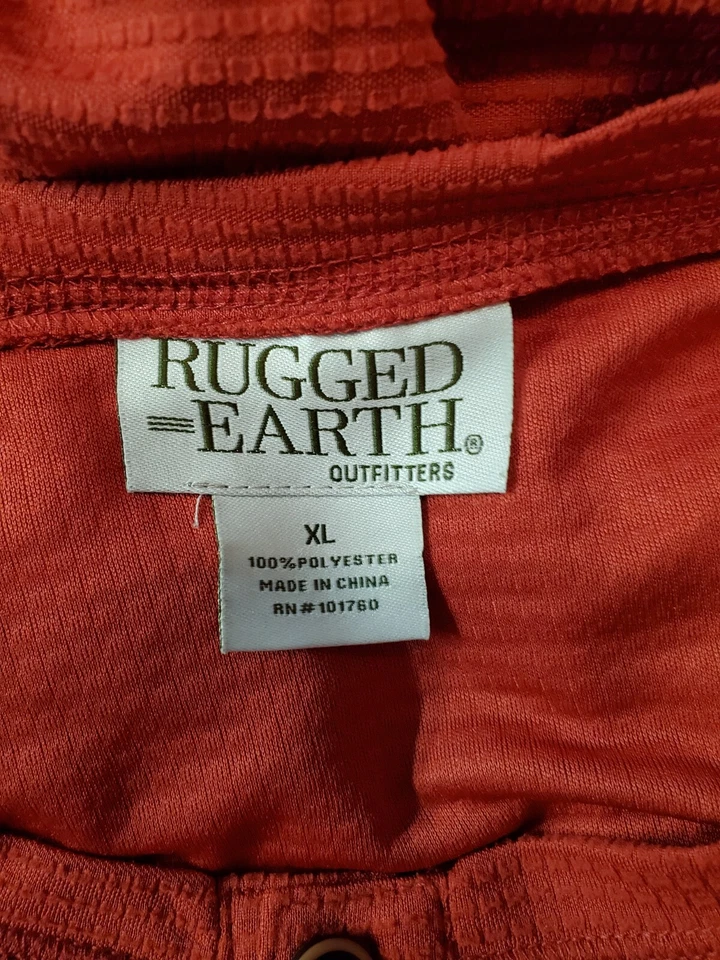 RUGGED
EARTH®
OUTFITTERS
XL
100%POLYESTER
MADE IN CHINA
RN#101760